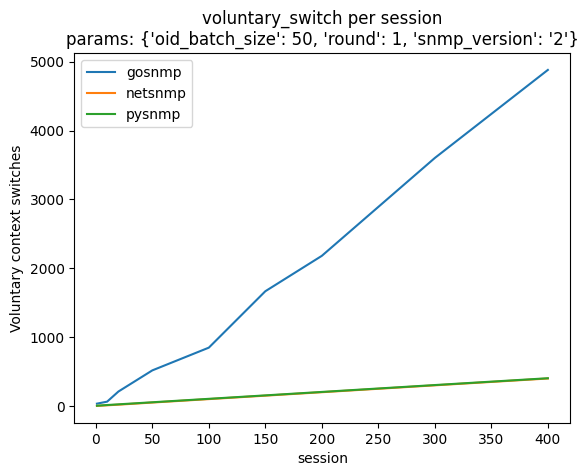 voluntary_switch per session
params: {'oid_batch_size': 50, 'round': 1, 'snmp_version': '2'}
gosnmp
netsnmp
pysnmp
Voluntary context switches
5000
4000
3000
2000
1000
0
0 50 100 150 200 250 300 350 400
session